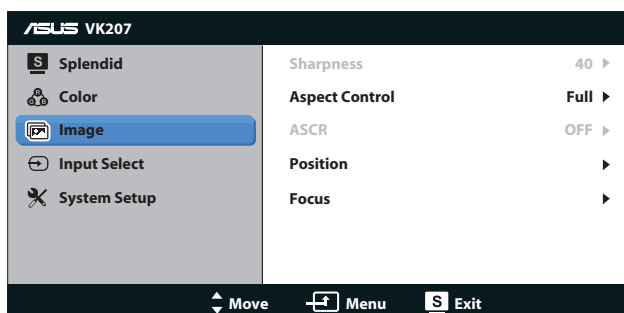 ASUS VK207
S Splendid
Color
Image
Input Select
System Setup
Sharpness 40
Aspect Control Full
ASCR OFF
Position
Focus
Move Menu S Exit